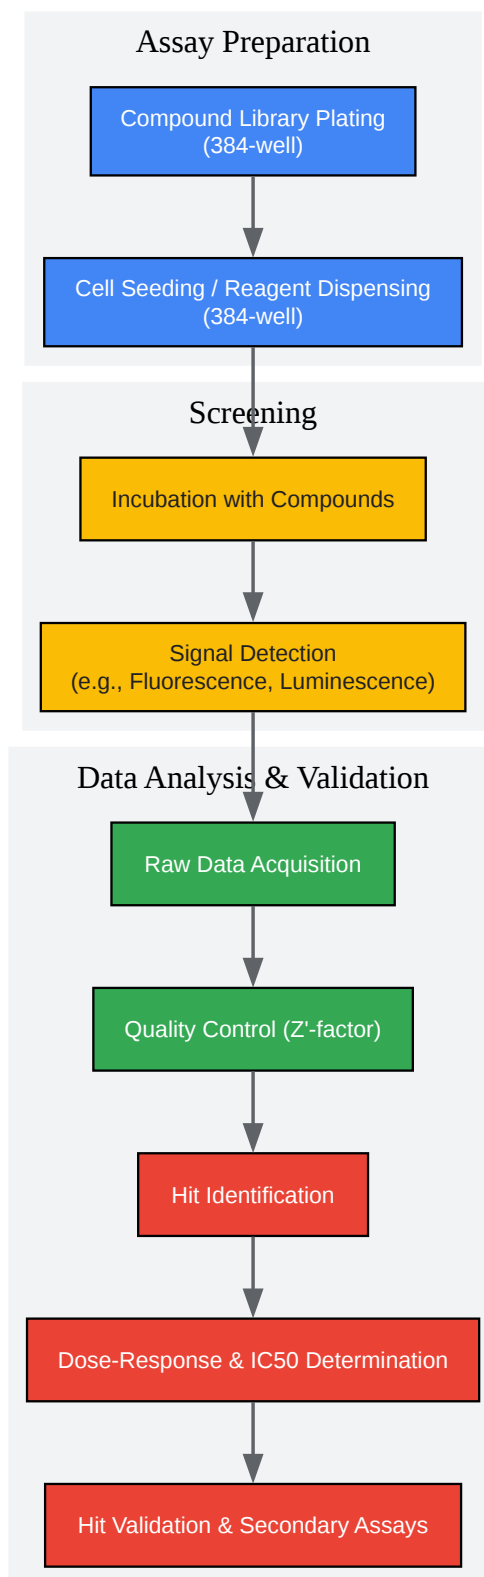 Assay Preparation
Compound Library Plating
(384-well)
Cell Seeding / Reagent Dispensing
(384-well)
Screening
Incubation with Compounds
Signal Detection
(e.g., Fluorescence, Luminescence)
Data Analysis & Validation
Raw Data Acquisition
Quality Control (Z'-factor)
Hit Identification
Dose-Response & IC50 Determination
Hit Validation & Secondary Assays